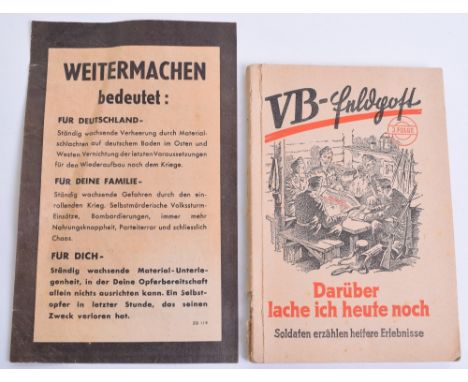 WEITERMACHEN
bedeutet:
FÜR DEUTSCHLAND–
Ständig wachsende Verheerung durch Material-
schlachten auf deutschem Boden im Osten und
Westen Vernichtung der letzten Voraussetzungen
für den Wiederaufbau nach dem Kriege.
FÜR DEINE FAMILIE–
Ständig wachsende Gefahren durch den ein-
rollenden Krieg. Selbstmörderische Volkssturm-
Einsätze, Bombardierungen, immer mehr
Nahrungsknappheit, Parteiterror und schliesslich
Chaos.
FÜR DICH–
Ständig wachsende Material-Unterle-
genheit, in der Deine Opferbereitschaft
allein nichts ausrichten kann. Ein Selbst-
opfer in letzter Stunde, das seinen
Zweck verloren hat.
ZG 119
VB-Feldpost
3. FOLGE
Darüber
lache ich heute noch
Soldaten erzählen heitere Erlebnisse